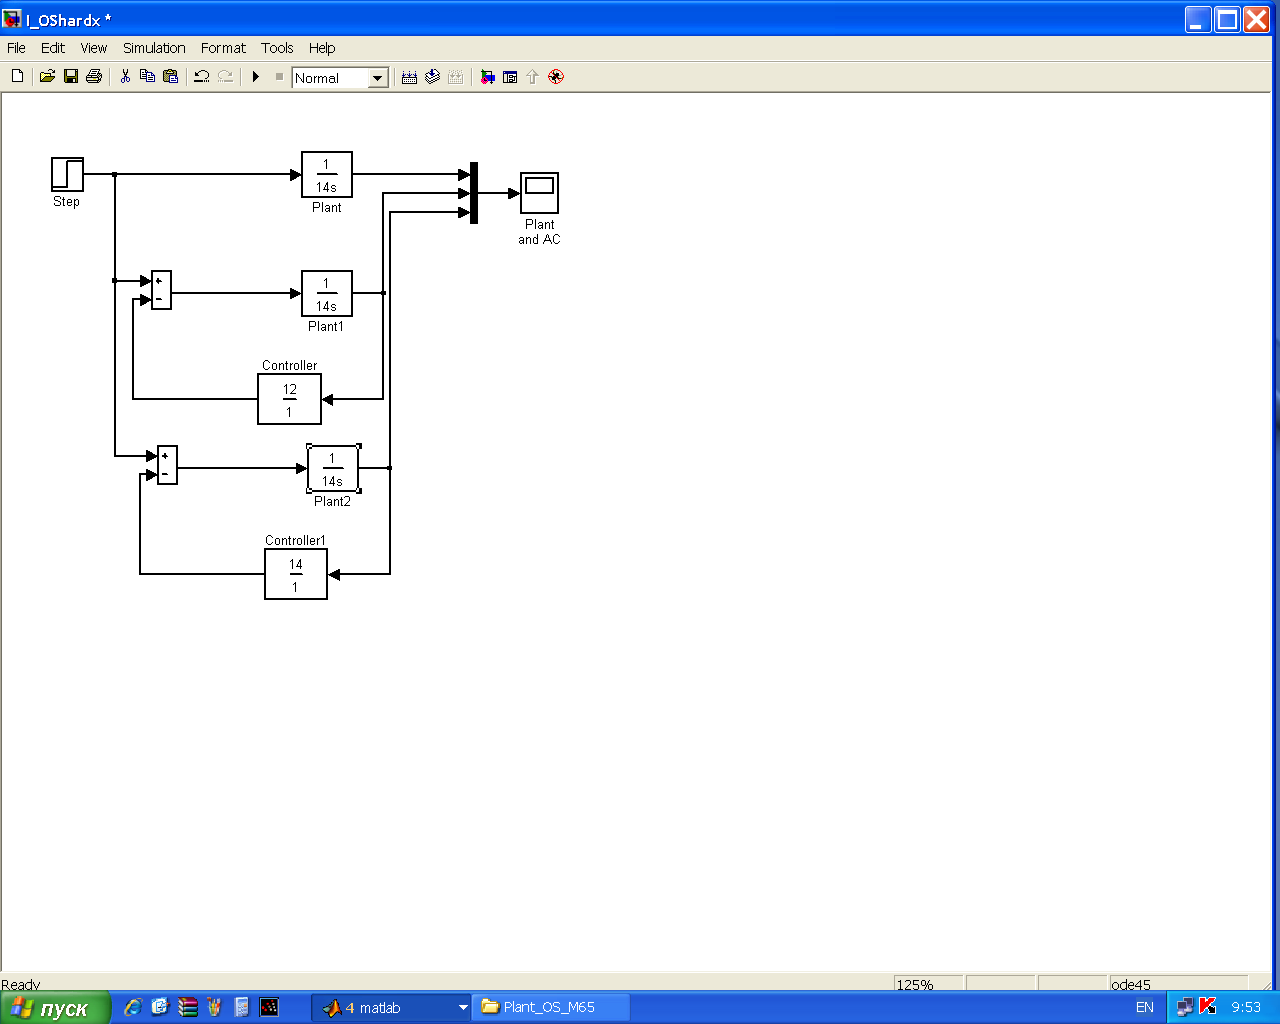 I_OShardx *
File Edit View Simulation Format Tools Help
Normal
1
14s
Step
Plant
Plant
and AC
+
-
1
14s
Plant1
Controller
12
1
+
-
1
14s
Plant2
Controller1
14
1
Ready 125% ode45
пуск 4 matlab Plant_OS_M65 EN 9:53